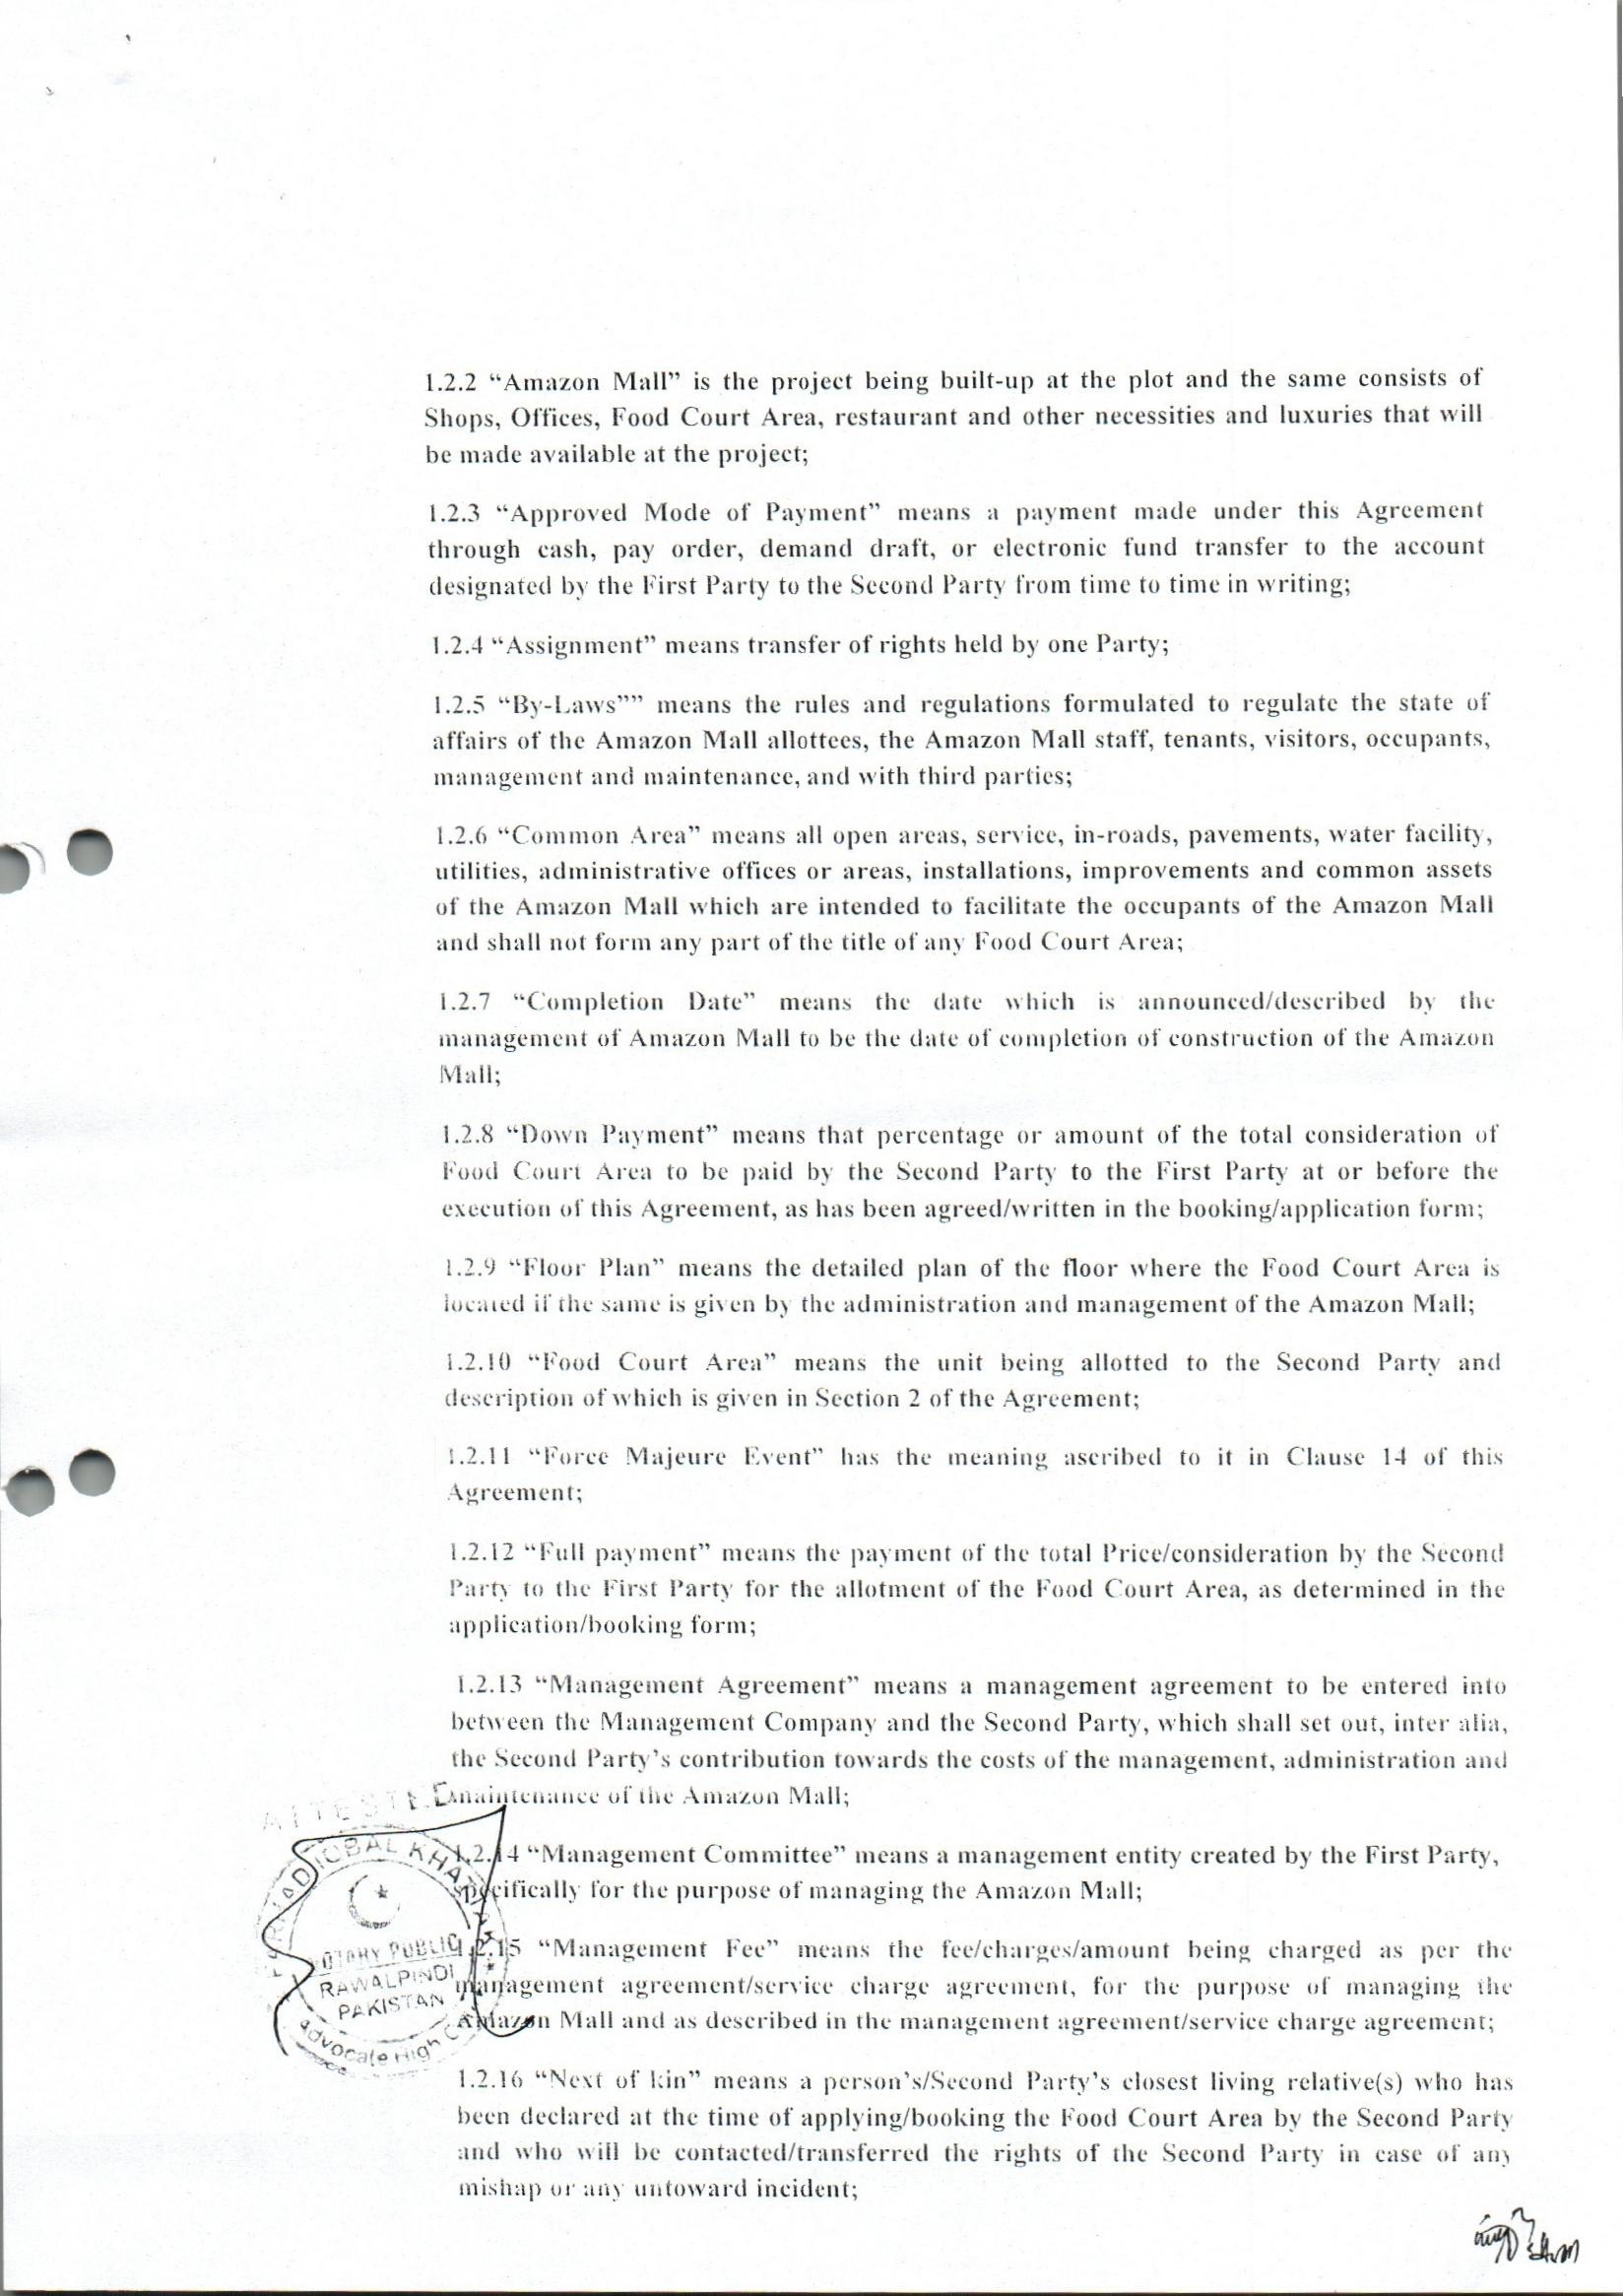 1.2.2 “Amazon Mall” is the project being built-up at the plot and the same consists of
Shops, Offices, Food Court Area, restaurant and other necessities and luxuries that will
be made available at the project;
1.2.3 “Approved Mode of Payment” means a payment made under this Agreement
through cash, pay order, demand draft, or electronic fund transfer to the account
designated by the First Party to the Second Party from time to time in writing;
1.2.4 “Assignment” means transfer of rights held by one Party;
1.2.5 “By-Laws”” means the rules and regulations formulated to regulate the state of
affairs of the Amazon Mall allottees, the Amazon Mall staff, tenants, visitors, occupants,
management and maintenance, and with third parties;
1.2.6 “Common Area” means all open areas, service, in-roads, pavements, water facility,
utilities, administrative offices or areas, installations, improvements and common assets
of the Amazon Mall which are intended to facilitate the occupants of the Amazon Mall
and shall not form any part of the title of any Food Court Area;
1.2.7 “Completion Date” means the date which is announced/described by the
management of Amazon Mall to be the date of completion of construction of the Amazon
Mall;
1.2.8 “Down Payment” means that percentage or amount of the total consideration of
Food Court Area to be paid by the Second Party to the First Party at or before the
execution of this Agreement, as has been agreed/written in the booking/application form;
1.2.9 “Floor Plan” means the detailed plan of the floor where the Food Court Area is
located if the same is given by the administration and management of the Amazon Mall;
1.2.10 “Food Court Area” means the unit being allotted to the Second Party and
description of which is given in Section 2 of the Agreement;
1.2.11 “Force Majeure Event” has the meaning ascribed to it in Clause 14 of this
Agreement;
1.2.12 “Full payment” means the payment of the total Price/consideration by the Second
Party to the First Party for the allotment of the Food Court Area, as determined in the
application/booking form;
1.2.13 “Management Agreement” means a management agreement to be entered into
between the Management Company and the Second Party, which shall set out, inter alia,
the Second Party’s contribution towards the costs of the management, administration and
maintenance of the Amazon Mall;
1.2.14 “Management Committee” means a management entity created by the First Party,
specifically for the purpose of managing the Amazon Mall;
1.2.15 “Management Fee” means the fee/charges/amount being charged as per the
management agreement/service charge agreement, for the purpose of managing the
Amazon Mall and as described in the management agreement/service charge agreement;
1.2.16 “Next of kin” means a person’s/Second Party’s closest living relative(s) who has
been declared at the time of applying/booking the Food Court Area by the Second Party
and who will be contacted/transferred the rights of the Second Party in case of any
mishap or any untoward incident;
ATTESTED
IQBAL KHAN
NOTARY PUBLIC
RAWALPINDI
PAKISTAN
Advocate High